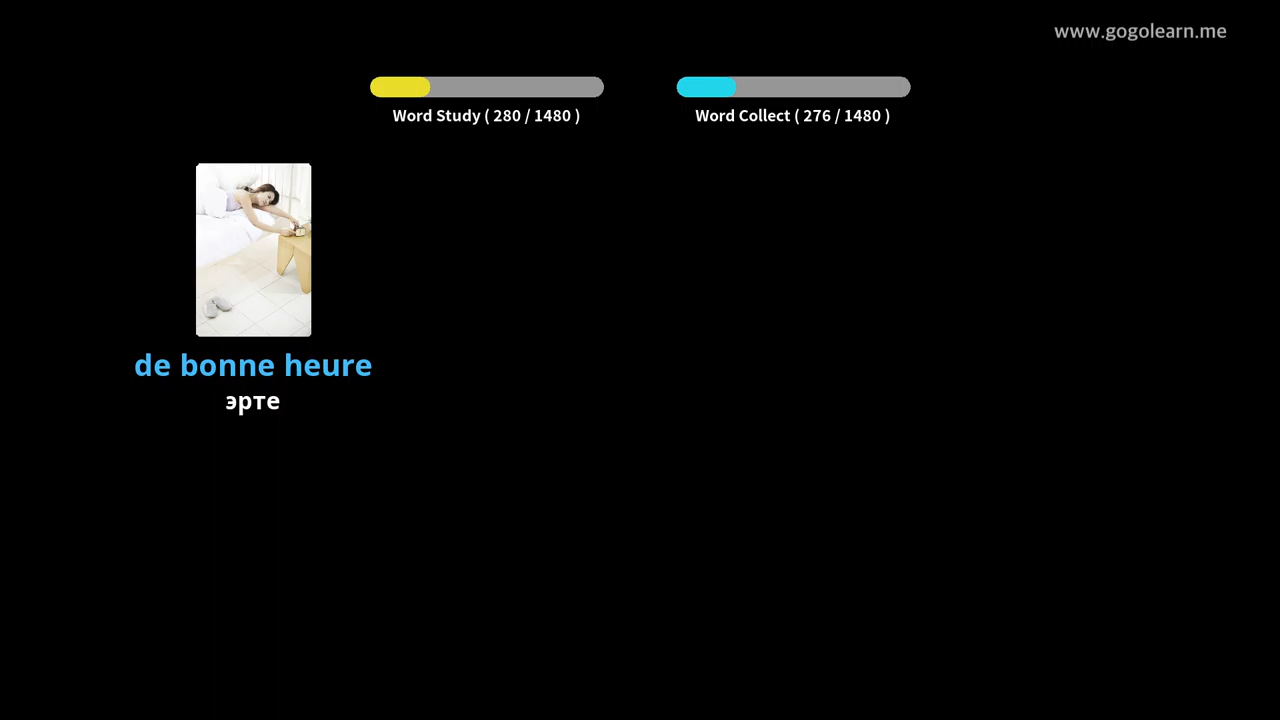 www.gogolearn.me
Word Study ( 280 / 1480 )
Word Collect ( 276 / 1480 )
de bonne heure
эрте